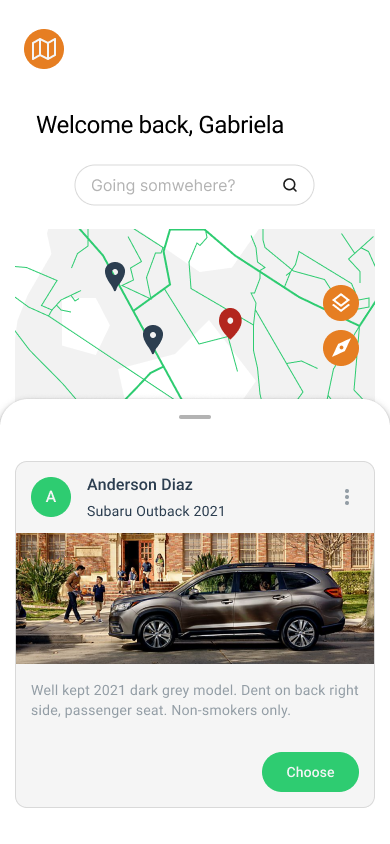 Welcome back, Gabriela
Going somwehere?
A
Anderson Diaz
Subaru Outback 2021
Well kept 2021 dark grey model. Dent on back right
side, passenger seat. Non-smokers only.
Choose